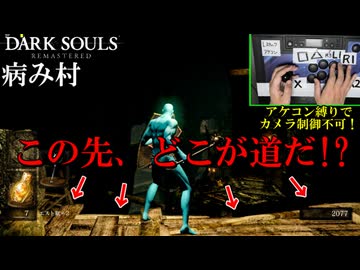 DARK SOULS
REMASTERED
病み村
アケコン縛りで
カメラ制御不可！
この先、どこが道だ!?
7
2077